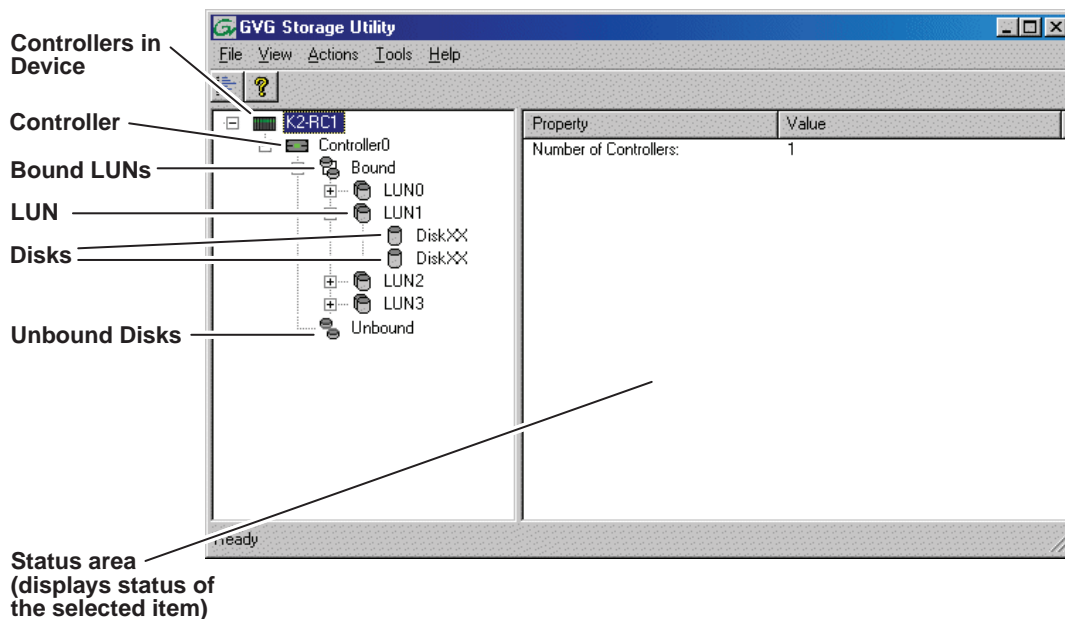 GVG Storage Utility
File View Actions Tools Help
Controllers in
Device
Controller
Bound LUNs
LUN
Disks
Unbound Disks
Status area
(displays status of
the selected item)
K2-RC1
Controller0
Bound
LUN0
LUN1
DiskXX
DiskXX
LUN2
LUN3
Unbound
Property Value
Number of Controllers: 1
Ready